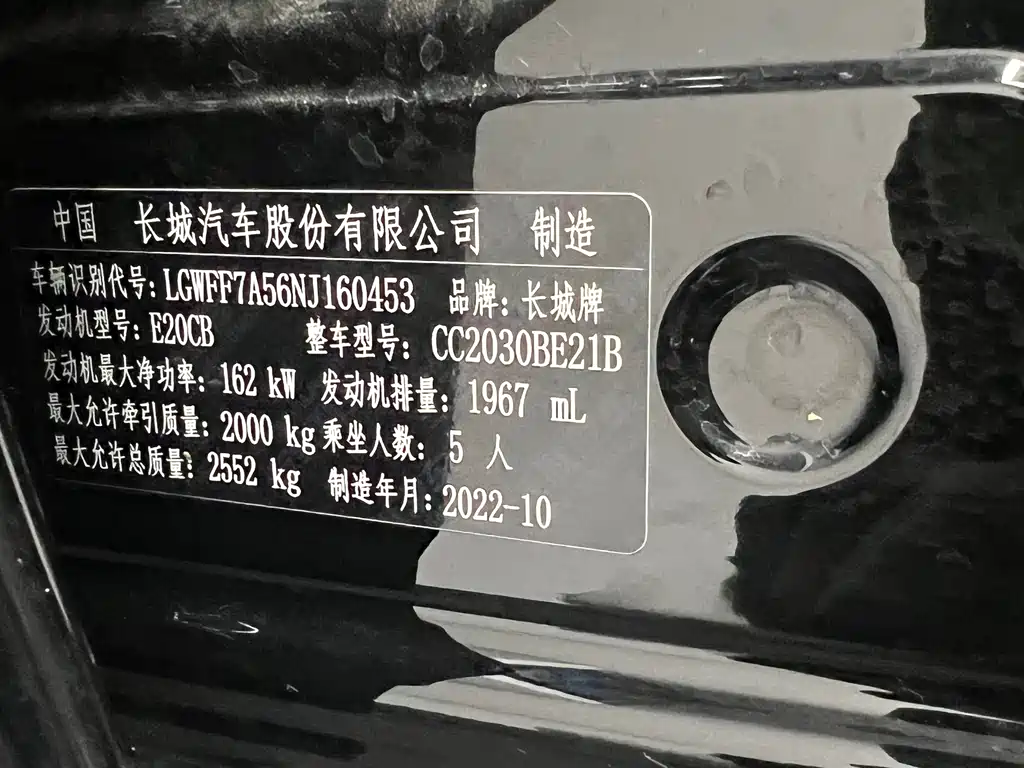 中国 长城汽车股份有限公司 制造
车辆识别代号: LGWFF7A56NJ160453 品牌: 长城牌
发动机型号: E20CB 整车型号: CC2030BE21B
发动机最大净功率: 162 kW 发动机排量: 1967 mL
最大允许牵引质量: 2000 kg 乘坐人数: 5 人
最大允许总质量: 2552 kg 制造年月: 2022-10